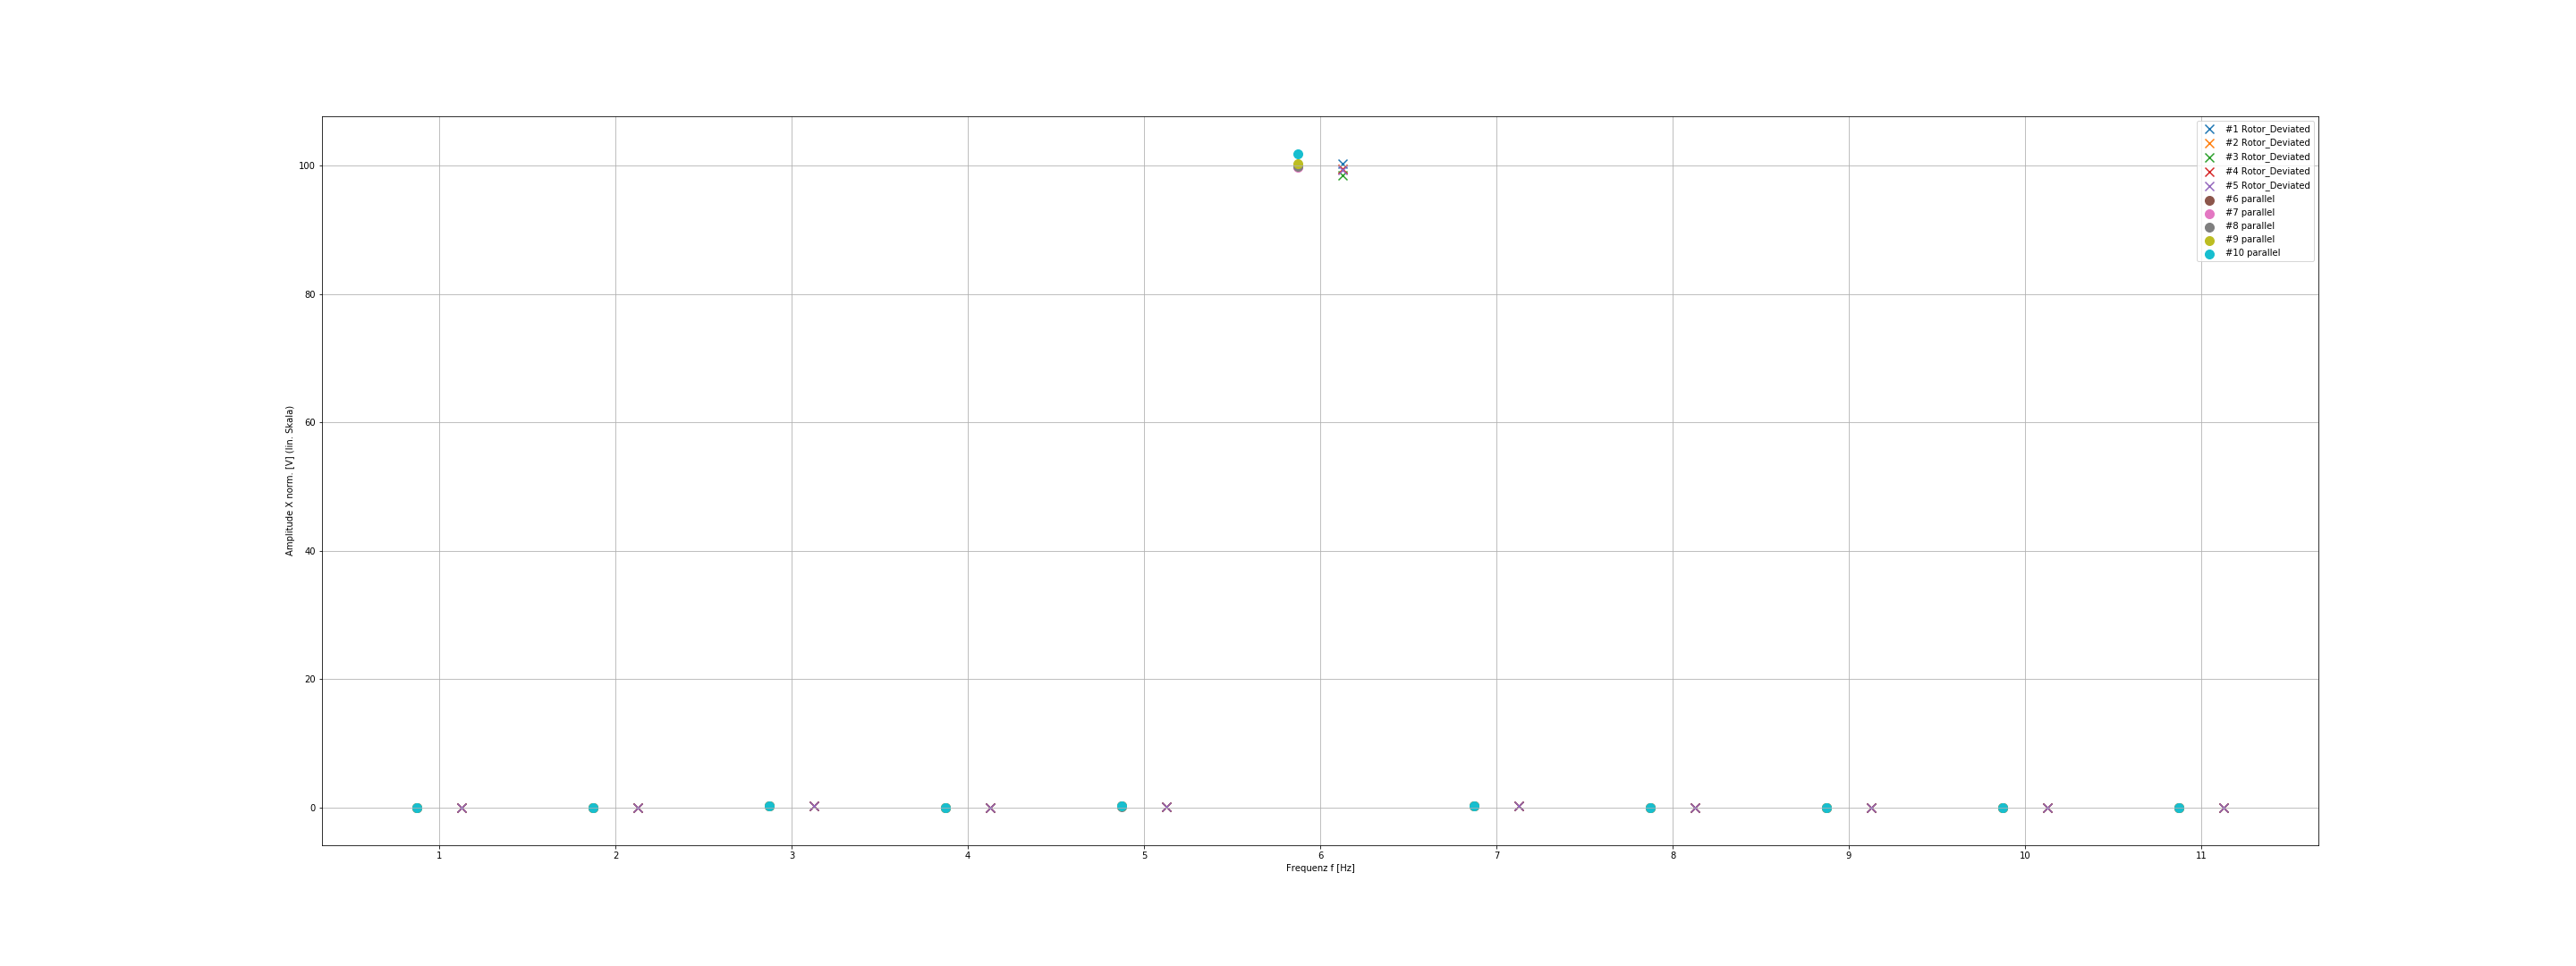 100
80
60
40
20
0
Amplitude X norm. [V] (lin. Skala)
1 2 3 4 5 6 7 8 9 10 11
Frequenz f [Hz]
#1 Rotor_Deviated
#2 Rotor_Deviated
#3 Rotor_Deviated
#4 Rotor_Deviated
#5 Rotor_Deviated
#6 parallel
#7 parallel
#8 parallel
#9 parallel
#10 parallel